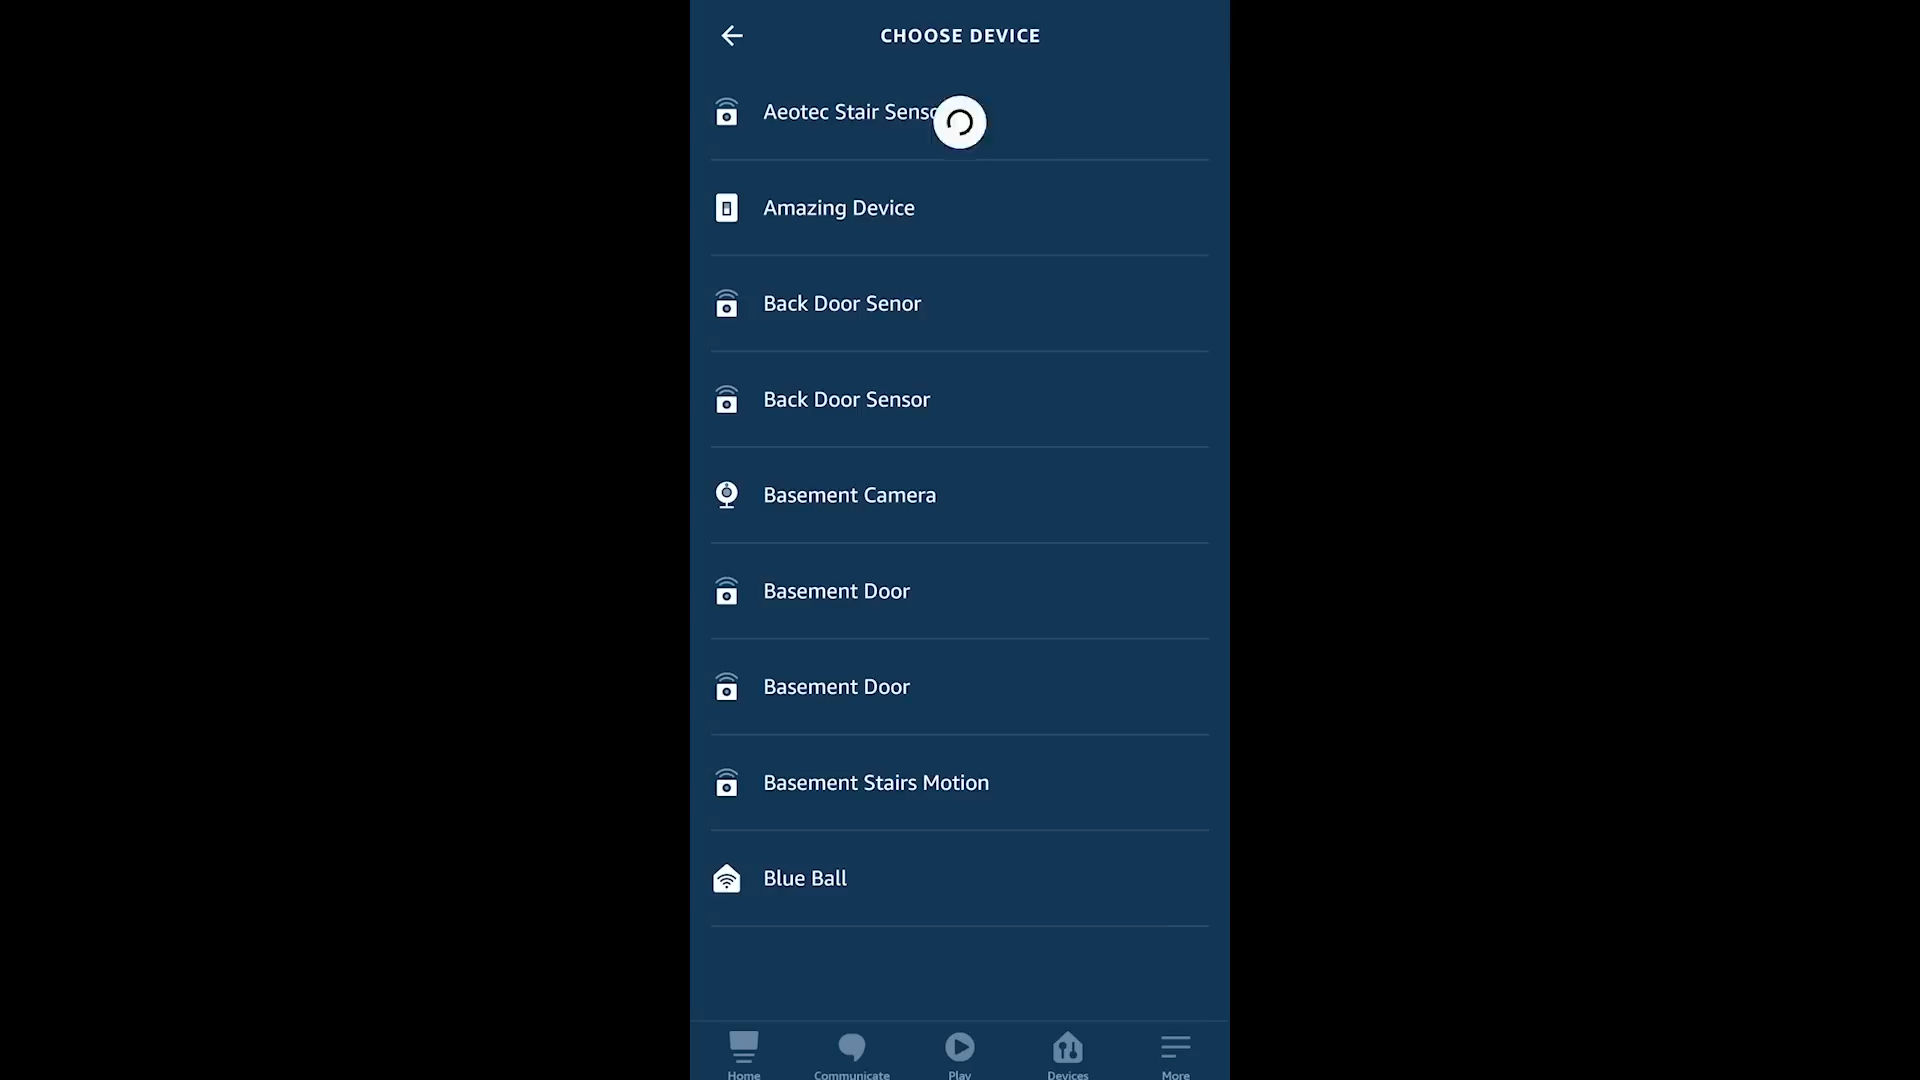 CHOOSE DEVICE
Aeotec Stair Senso
Amazing Device
Back Door Senor
Back Door Sensor
Basement Camera
Basement Door
Basement Door
Basement Stairs Motion
Blue Ball
Home Communicate Play Devices More